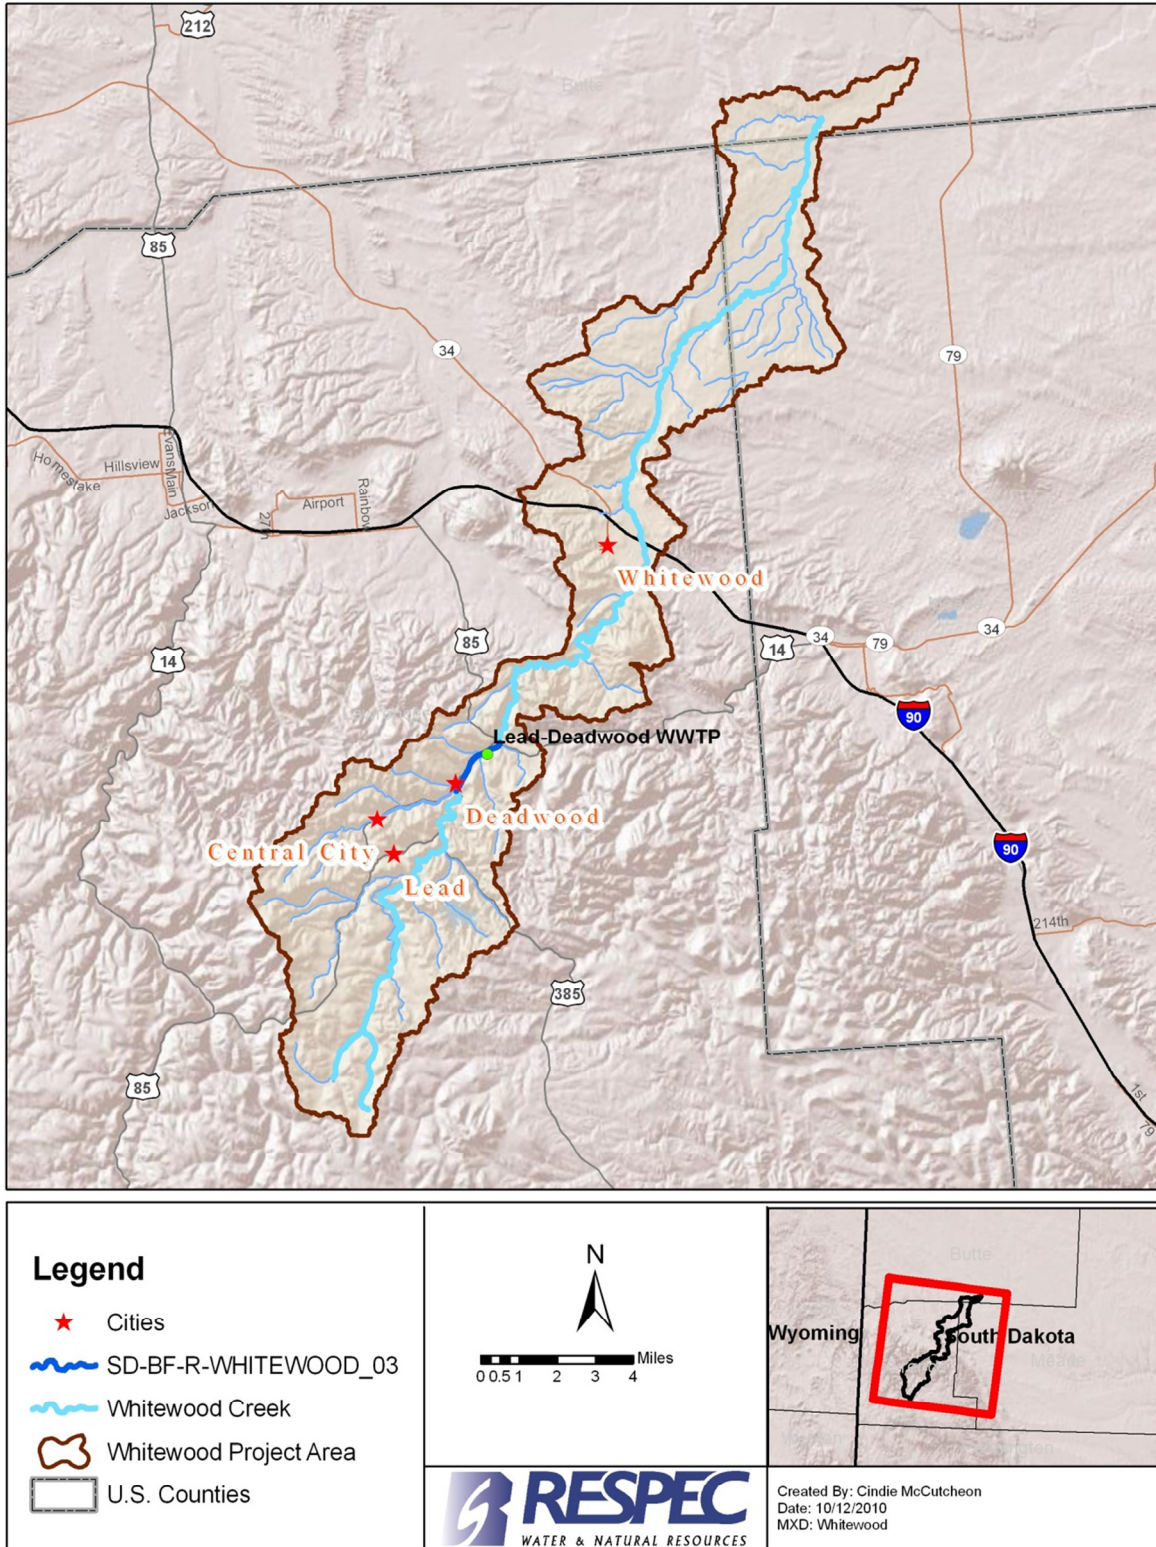 212
Butte
85
34
79
Homestake
Hillsview
Evans
Main
Jackson
27th
Airport
Rainbow
Whitewood
85
14
14
34
79
34
90
Lead-Deadwood WWTP
Deadwood
Central City
Lead
90
214th
385
85
1st
79
Legend
Cities
SD-BF-R-WHITEWOOD_03
Whitewood Creek
Whitewood Project Area
U.S. Counties
N
Miles
0 0.5 1 2 3 4
RESPEC
WATER & NATURAL RESOURCES
Butte
Wyoming
South Dakota
Meade
Created By: Cindie McCutcheon
Date: 10/12/2010
MXD: Whitewood